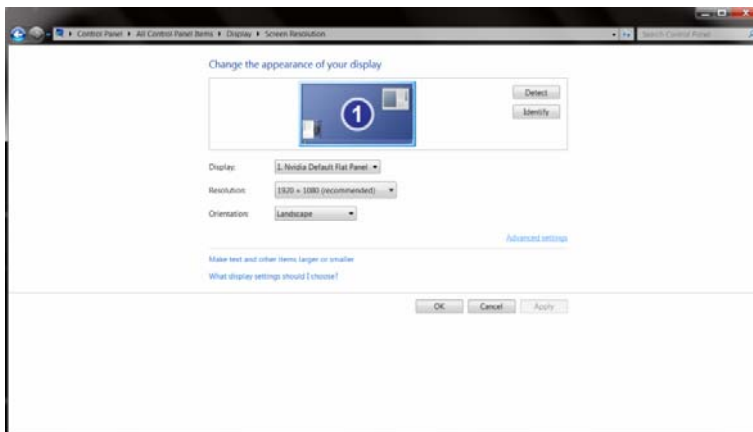 Control Panel ▸ All Control Panel Items ▸ Display ▸ Screen Resolution
Search Control Panel
Change the appearance of your display
1
Detect
Identify
Display: 1. Nvidia Default Flat Panel
Resolution: 1920 × 1080 (recommended)
Orientation: Landscape
Advanced settings
Make text and other items larger or smaller
What display settings should I choose?
OK Cancel Apply